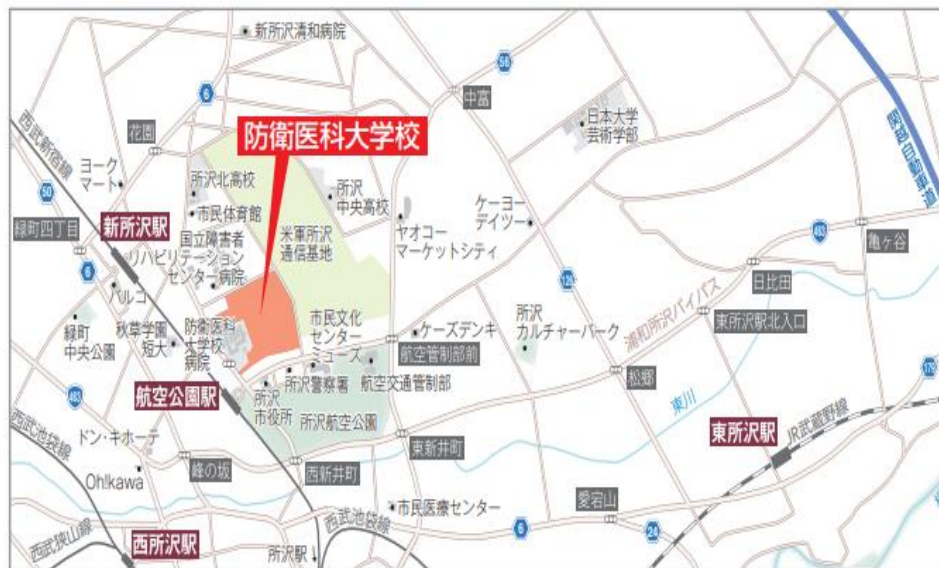 新所沢清和病院
56
中富
6
防衛医科大学校
日本大学
芸術学部
関越自動車道
西武新宿線
花園
ヨーク
マート
50
所沢北高校
所沢
中央高校
ケーヨー
デイツー
市民体育館
新所沢駅
緑町四丁目
国立障害者
リハビリテーション
センター病院
米軍所沢
通信基地
ヤオコー
マーケットシティ
463
亀ヶ谷
6
日比田
126
パルコ
浦和所沢バイパス
東所沢駅北入口
緑町
中央公園
秋草学園
短大
防衛医科
大学校
病院
市民文化
センター
ミューズ
ケーズデンキ
所沢
カルチャーパーク
航空管制部前
松郷
179
航空公園駅
所沢警察署
航空交通管制部
463
所沢
市役所
所沢航空公園
東川
西武池袋線
ドン・キホーテ
東所沢駅
JR武蔵野線
峰の坂
東新井町
Oh!kawa
西新井町
愛宕山
市民医療センター
西武池袋線
6
24
西武狭山線
西所沢駅
所沢駅